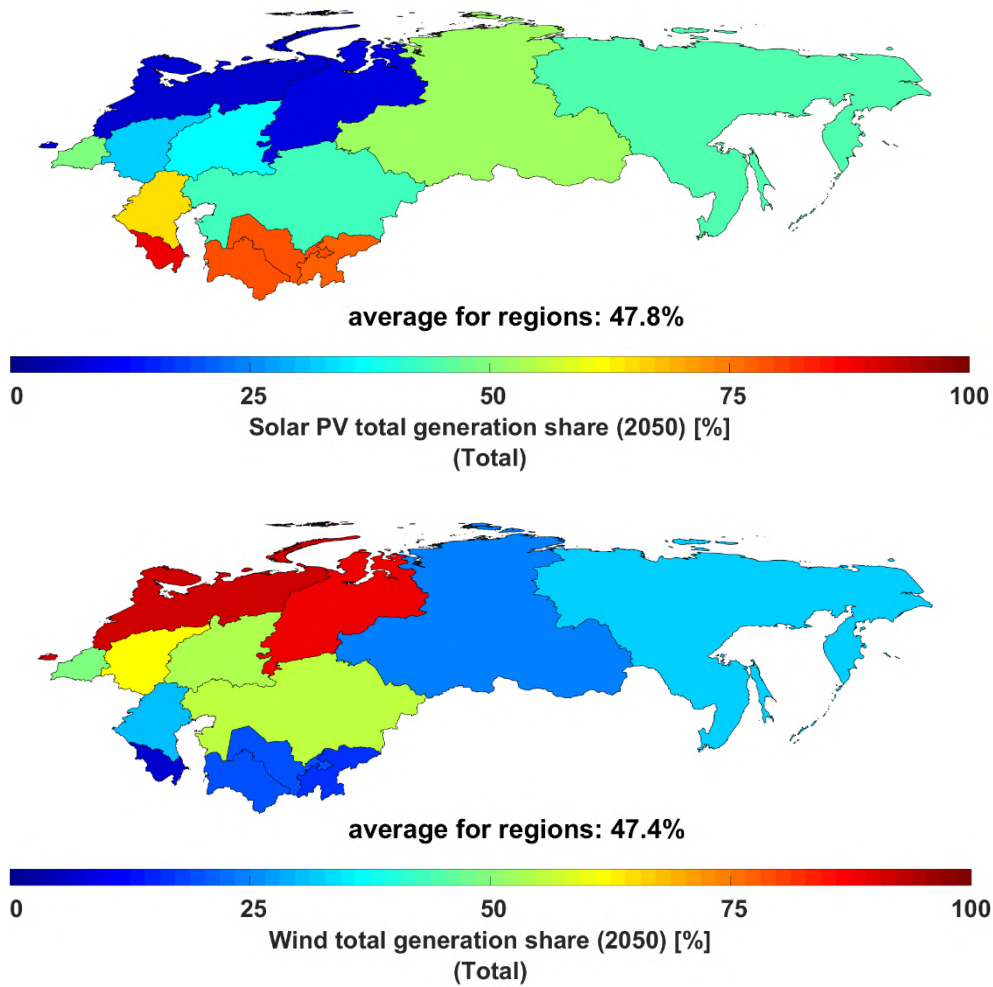 average for regions: 47.8%
0 25 50 75 100
Solar PV total generation share (2050) [%]
(Total)
average for regions: 47.4%
0 25 50 75 100
Wind total generation share (2050) [%]
(Total)